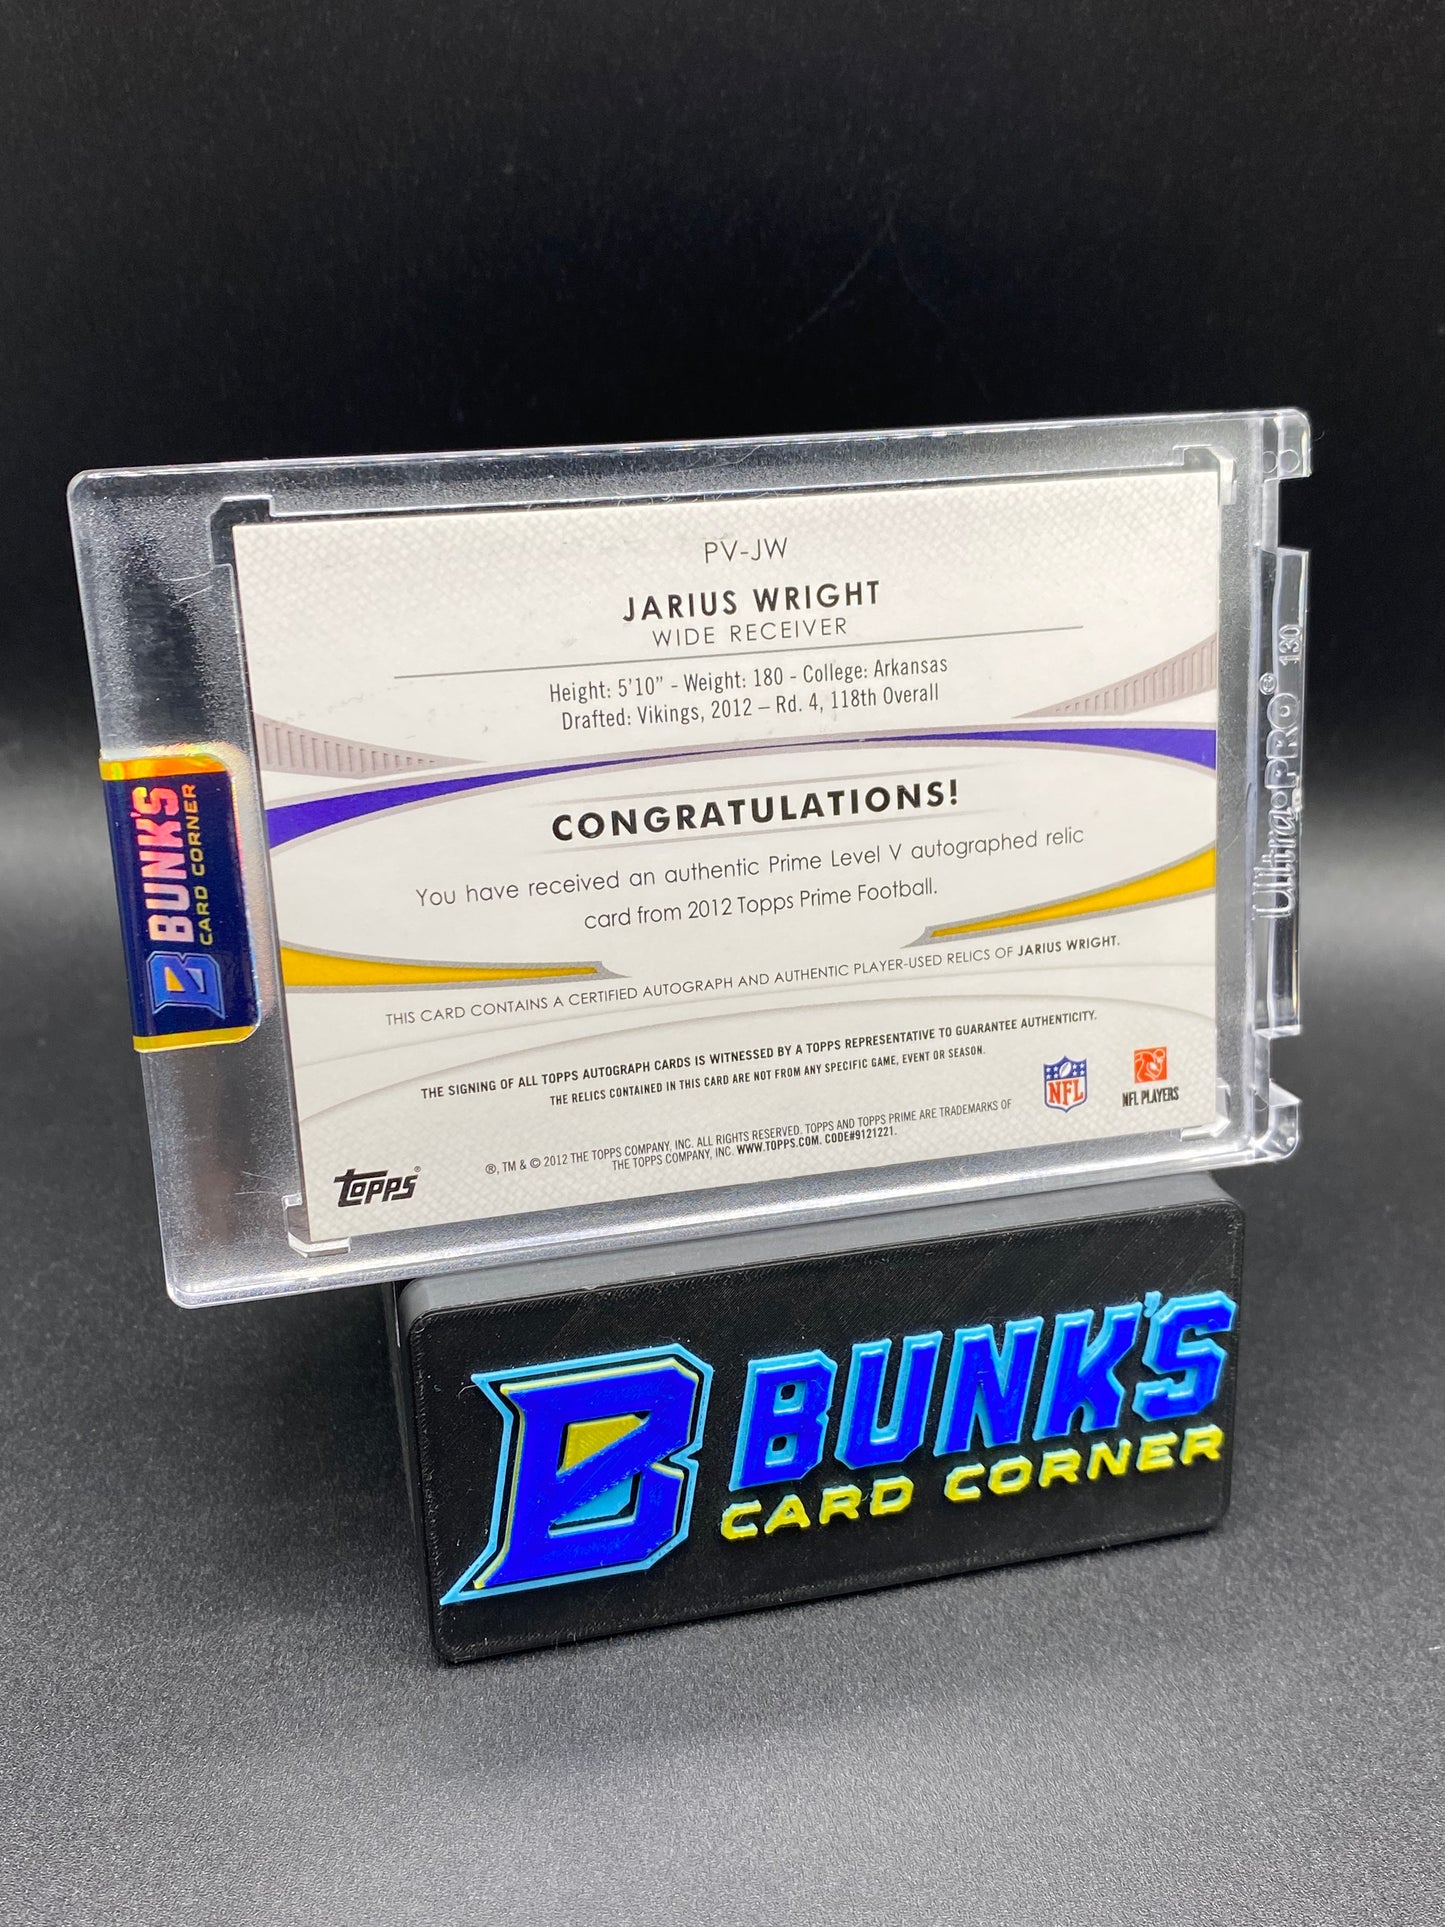 PV-JW
JARIUS WRIGHT
WIDE RECEIVER
Height: 5'10" - Weight: 180 - College: Arkansas
Drafted: Vikings, 2012 – Rd. 4, 118th Overall
CONGRATULATIONS!
You have received an authentic Prime Level V autographed relic
card from 2012 Topps Prime Football.
THIS CARD CONTAINS A CERTIFIED AUTOGRAPH AND AUTHENTIC PLAYER-USED RELICS OF JARIUS WRIGHT.
THE SIGNING OF ALL TOPPS AUTOGRAPH CARDS IS WITNESSED BY A TOPPS REPRESENTATIVE TO GUARANTEE AUTHENTICITY.
THE RELICS CONTAINED IN THIS CARD ARE NOT FROM ANY SPECIFIC GAME, EVENT OR SEASON.
NFL
NFL PLAYERS
®, TM & © 2012 THE TOPPS COMPANY, INC. ALL RIGHTS RESERVED. TOPPS AND TOPPS PRIME ARE TRADEMARKS OF
THE TOPPS COMPANY, INC. WWW.TOPPS.COM. CODE#9121221.
topps®
B BUNK'S
CARD CORNER
Ultra•PRO® 130
B BUNK'S
CARD CORNER